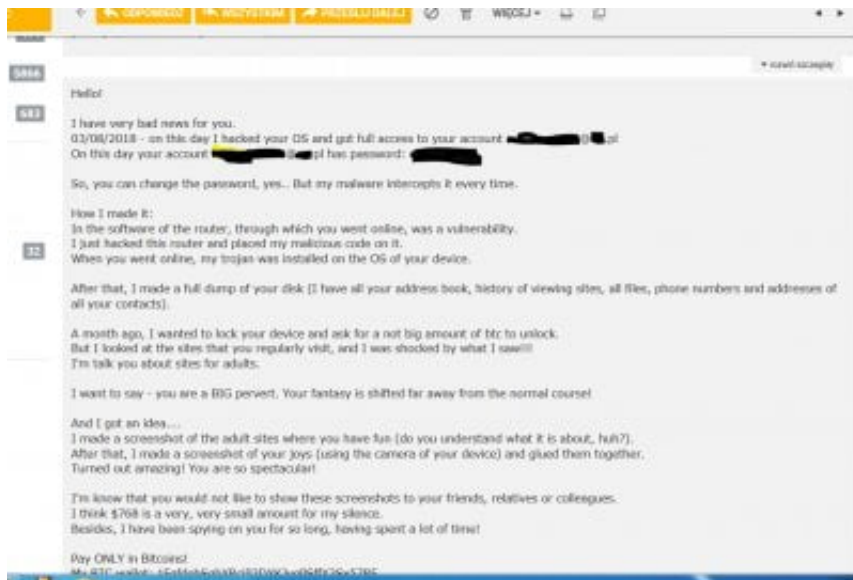 ODPOWIEDZ WSZYSTKIM PRZEŚLIJ DALEJ WIĘCEJ
5866
683
32
Hello!
I have very bad news for you.
03/08/2018 - on this day I hacked your OS and got full access to your account @ .pl
On this day your account @ .pl has password:
So, you can change the password, yes.. But my malware intercepts it every time.
How I made it:
In the software of the router, through which you went online, was a vulnerability.
I just hacked this router and placed my malicious code on it.
When you went online, my trojan was installed on the OS of your device.
After that, I made a full dump of your disk (I have all your address book, history of viewing sites, all files, phone numbers and addresses of
all your contacts).
A month ago, I wanted to lock your device and ask for a not big amount of btc to unlock.
But I looked at the sites that you regularly visit, and I was shocked by what I saw!!!
I'm talk you about sites for adults.
I want to say - you are a BIG pervert. Your fantasy is shifted far away from the normal course!
And I got an idea....
I made a screenshot of the adult sites where you have fun (do you understand what it is about, huh?).
After that, I made a screenshot of your joys (using the camera of your device) and glued them together.
Turned out amazing! You are so spectacular!
I'm know that you would not like to show these screenshots to your friends, relatives or colleagues.
I think $768 is a very, very small amount for my silence.
Besides, I have been spying on you for so long, having spent a lot of time!
Pay ONLY in Bitcoins!
My BTC wallet: